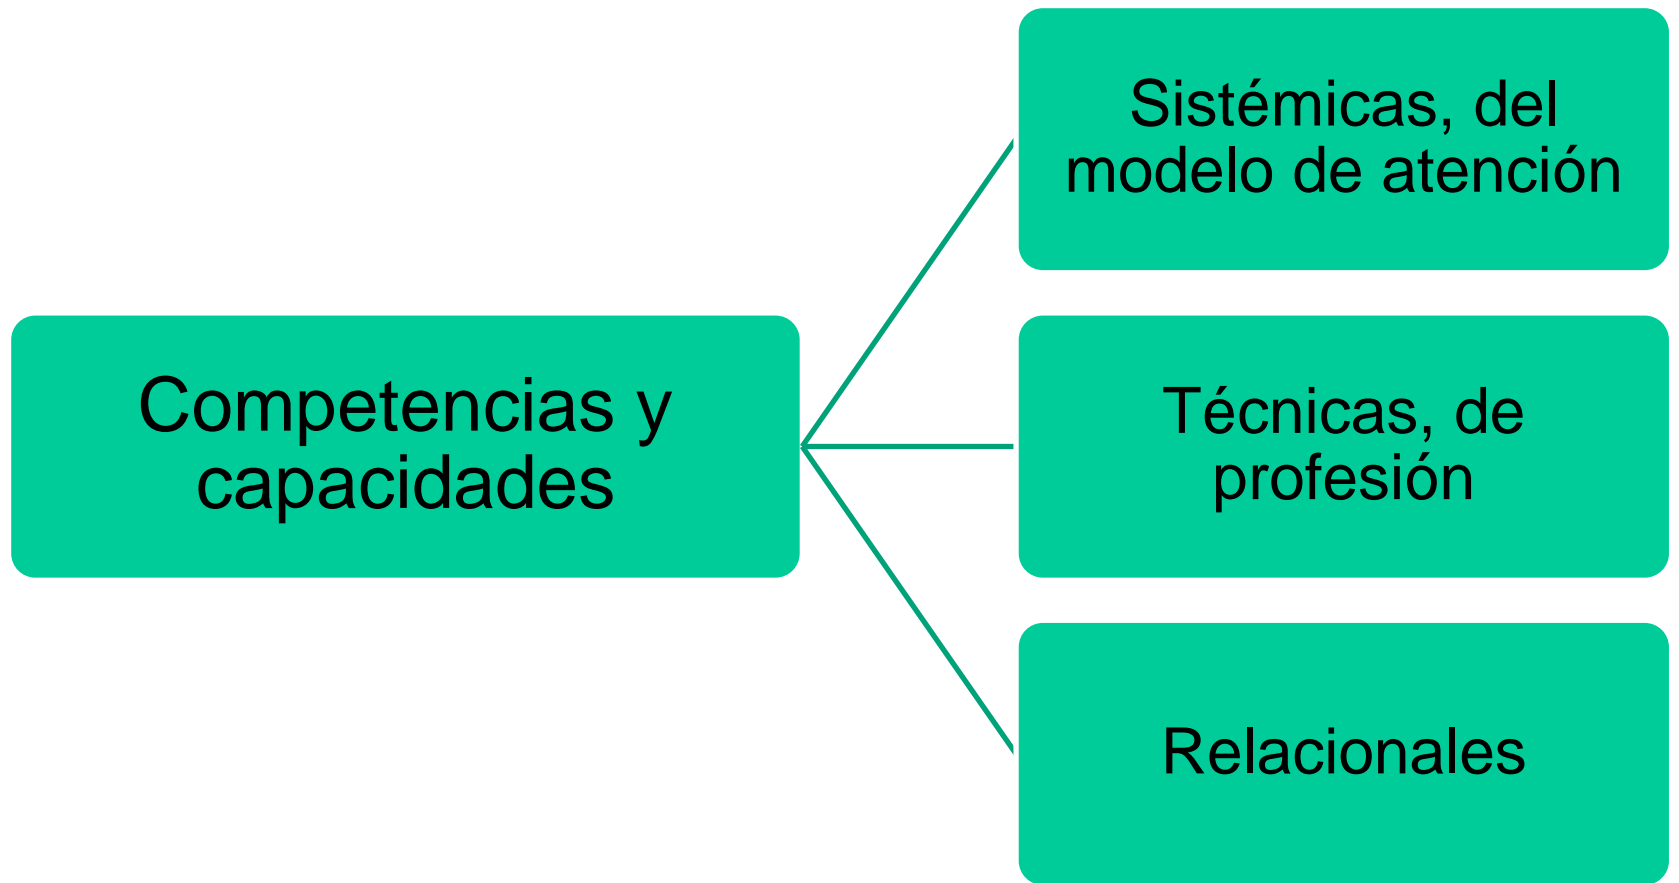 Sistémicas, del
modelo de atención
Competencias y
capacidades
Técnicas, de
profesión
Relacionales